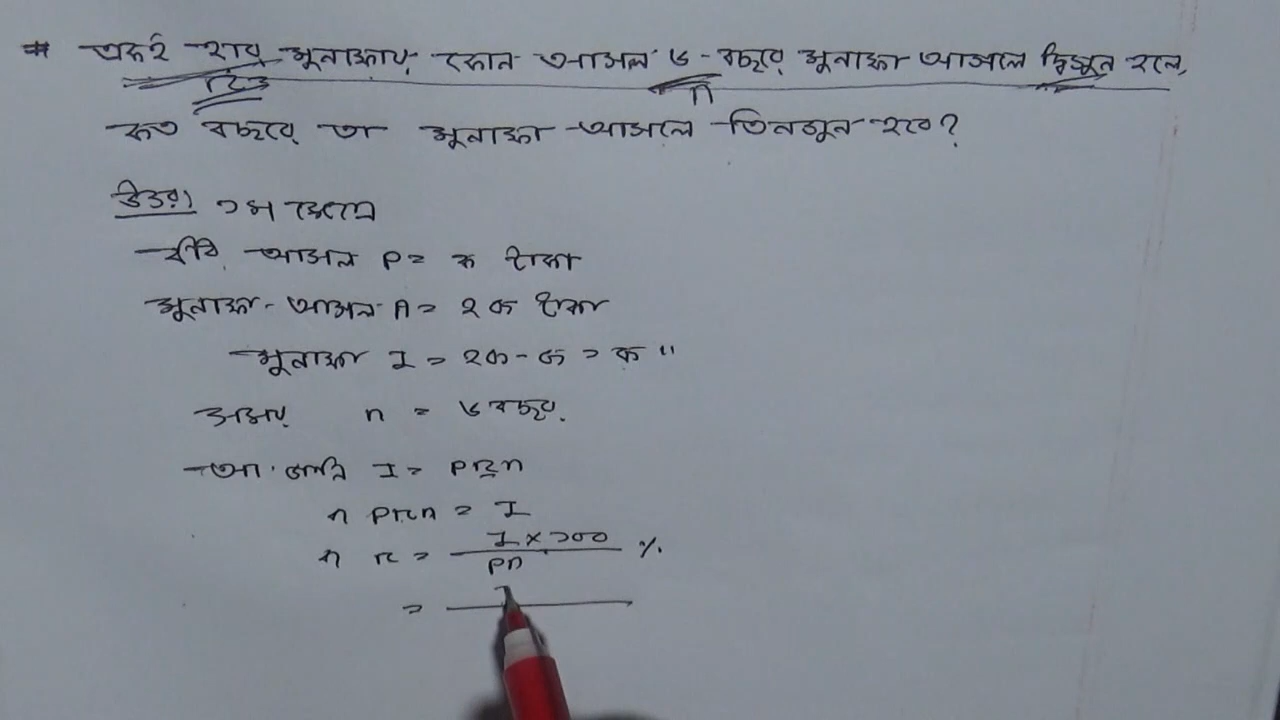 # একই হার মুনাফায় কোন আসল ৬ - বছরে মুনাফা আসলে দ্বিগুন হলে,
r n
কত বছরে তা মুনাফা -আসলে তিনগুন হবে?
উত্তর) ১ম ক্ষেত্রে
ধরি আসল P = ক টাকা
মুনাফা- আসল A = ২ক টাকা
মুনাফা I = ২ক - ক = ক "
সময় n = ৬ বছর
আ. জানি I = Prn
n Prn = I
n r = I × ১০০ %
Pn
=